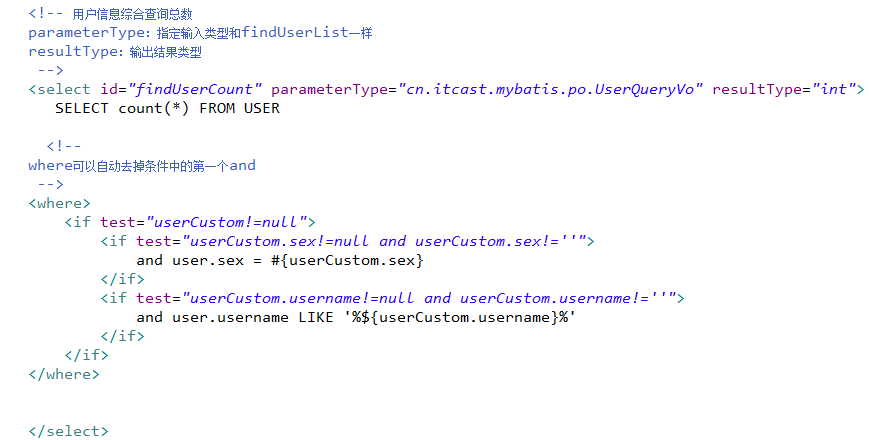 <!-- 用户信息综合查询总数
parameterType：指定输入类型和findUserList一样
resultType：输出结果类型
-->
<select id="findUserCount" parameterType="cn.itcast.mybatis.po.UserQueryVo" resultType="int">
SELECT count(*) FROM USER
<!--
where可以自动去掉条件中的第一个and
-->
<where>
<if test="userCustom!=null">
<if test="userCustom.sex!=null and userCustom.sex!=''">
and user.sex = #{userCustom.sex}
</if>
<if test="userCustom.username!=null and userCustom.username!=''">
and user.username LIKE '%${userCustom.username}%'
</if>
</if>
</where>
</select>